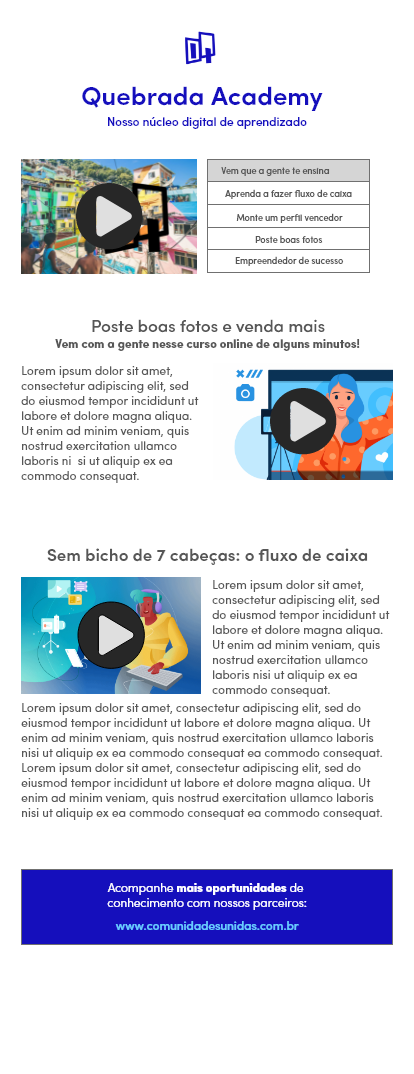 Quebrada Academy
Nosso núcleo digital de aprendizado
Vem que a gente te ensina
Aprenda a fazer fluxo de caixa
Monte um perfil vencedor
Poste boas fotos
Empreendedor de sucesso
Poste boas fotos e venda mais
Vem com a gente nesse curso online de alguns minutos!
Lorem ipsum dolor sit amet,
consectetur adipiscing elit, sed
do eiusmod tempor incididunt ut
labore et dolore magna aliqua.
Ut enim ad minim veniam, quis
nostrud exercitation ullamco
laboris ni si ut aliquip ex ea
commodo consequat.
Sem bicho de 7 cabeças: o fluxo de caixa
Lorem ipsum dolor sit amet,
consectetur adipiscing elit, sed
do eiusmod tempor incididunt ut
labore et dolore magna aliqua.
Ut enim ad minim veniam, quis
nostrud exercitation ullamco
laboris nisi ut aliquip ex ea
commodo consequat.
Lorem ipsum dolor sit amet, consectetur adipiscing elit, sed do
eiusmod tempor incididunt ut labore et dolore magna aliqua. Ut
enim ad minim veniam, quis nostrud exercitation ullamco laboris
nisi ut aliquip ex ea commodo consequat ea commodo consequat.
Lorem ipsum dolor sit amet, consectetur adipiscing elit, sed do
eiusmod tempor incididunt ut labore et dolore magna aliqua. Ut
enim ad minim veniam, quis nostrud exercitation ullamco laboris
nisi ut aliquip ex ea commodo consequat ea commodo consequat.
Acompanhe mais oportunidades de
conhecimento com nossos parceiros:
www.comunidadesunidas.com.br